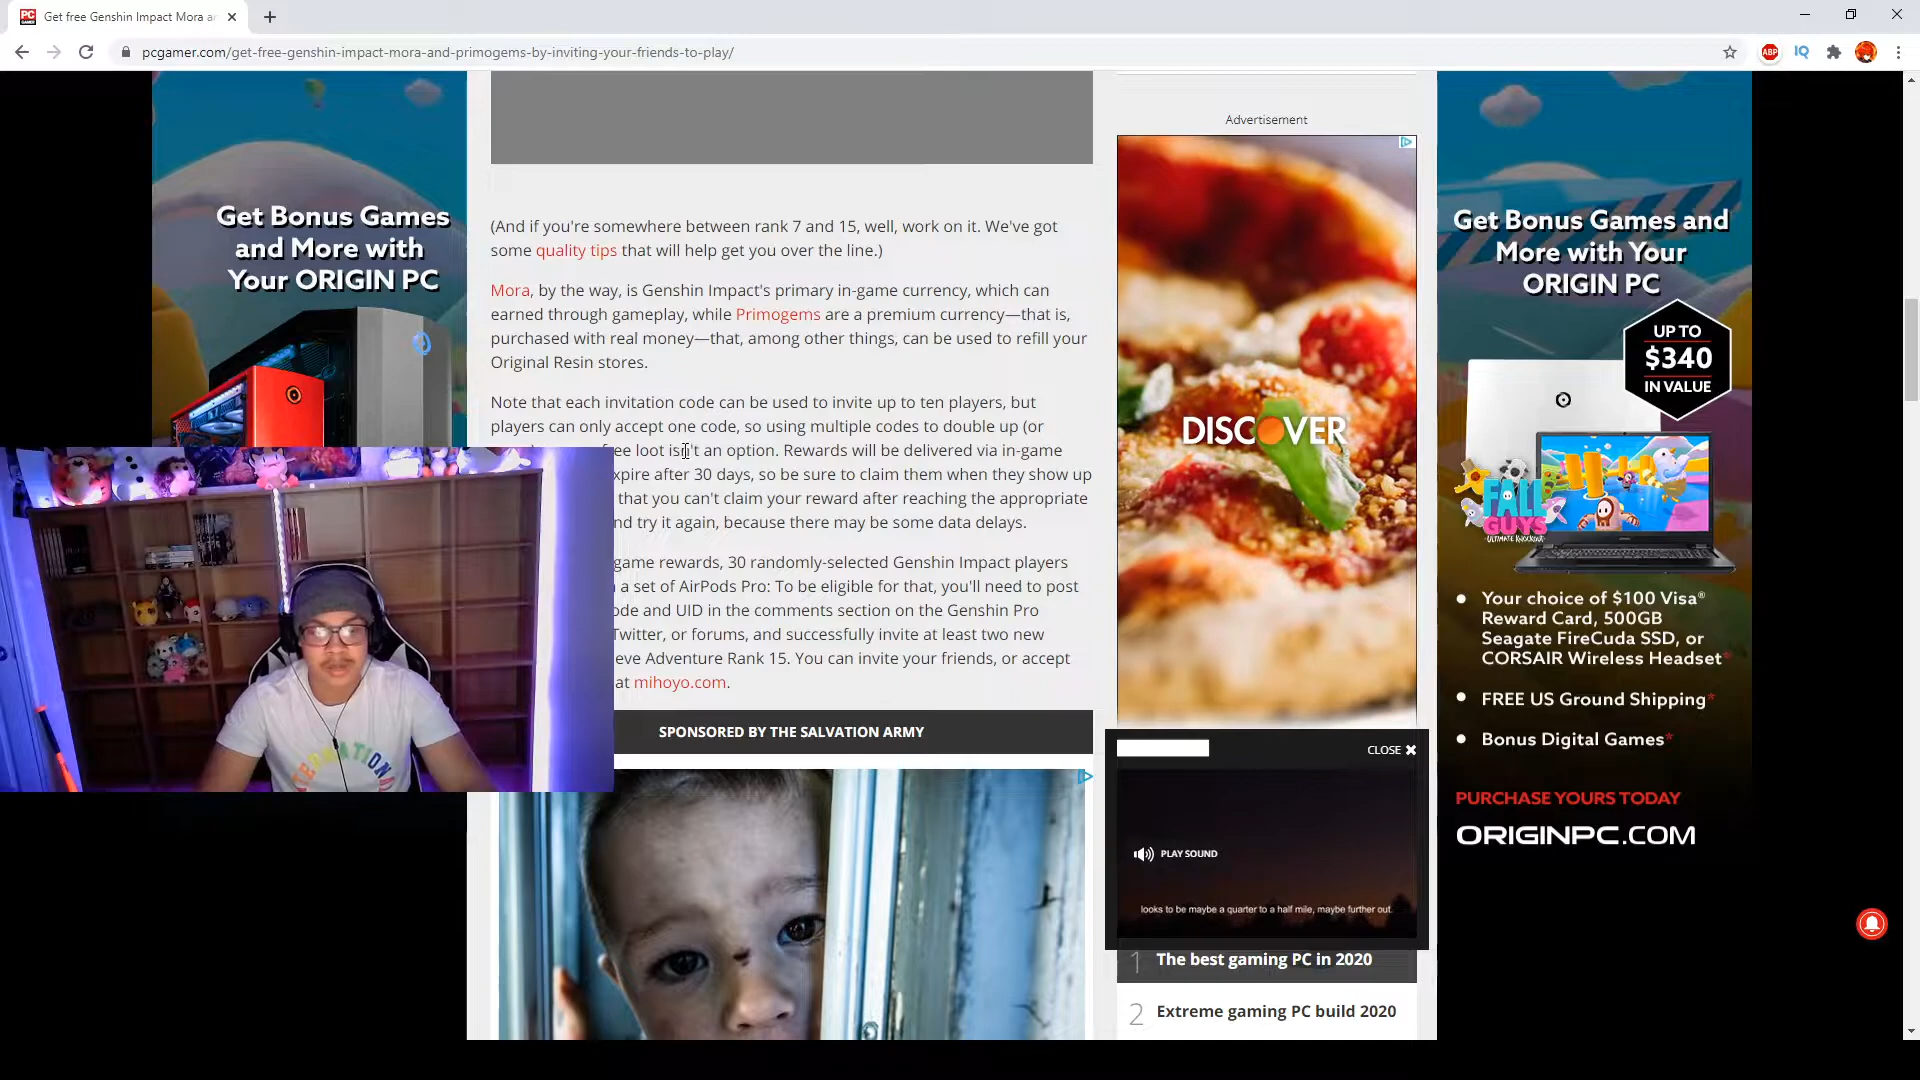 Get free Genshin Impact Mora a
pcgamer.com/get-free-genshin-impact-mora-and-primogems-by-inviting-your-friends-to-play/
ABP
IQ
Get Bonus Games
and More with
Your ORIGIN PC
(And if you're somewhere between rank 7 and 15, well, work on it. We've got
some quality tips that will help get you over the line.)
Mora, by the way, is Genshin Impact's primary in-game currency, which can
earned through gameplay, while Primogems are a premium currency—that is,
purchased with real money—that, among other things, can be used to refill your
Original Resin stores.
Note that each invitation code can be used to invite up to ten players, but
players can only accept one code, so using multiple codes to double up (or
ee loot isn't an option. Rewards will be delivered via in-game
xpire after 30 days, so be sure to claim them when they show up
that you can't claim your reward after reaching the appropriate
nd try it again, because there may be some data delays.
game rewards, 30 randomly-selected Genshin Impact players
a set of AirPods Pro: To be eligible for that, you'll need to post
ode and UID in the comments section on the Genshin Pro
Twitter, or forums, and successfully invite at least two new
eve Adventure Rank 15. You can invite your friends, or accept
at mihoyo.com.
SPONSORED BY THE SALVATION ARMY
Advertisement
DISCOVER
CLOSE
PLAY SOUND
looks to be maybe a quarter to a half mile, maybe further out.
1 The best gaming PC in 2020
2 Extreme gaming PC build 2020
Get Bonus Games and
More with Your
ORIGIN PC
UP TO
$340
IN VALUE
FALL
GUYS
ULTIMATE KNOCKOUT
• Your choice of $100 Visa®
Reward Card, 500GB
Seagate FireCuda SSD, or
CORSAIR Wireless Headset*
• FREE US Ground Shipping*
• Bonus Digital Games*
PURCHASE YOURS TODAY
ORIGINPC.COM